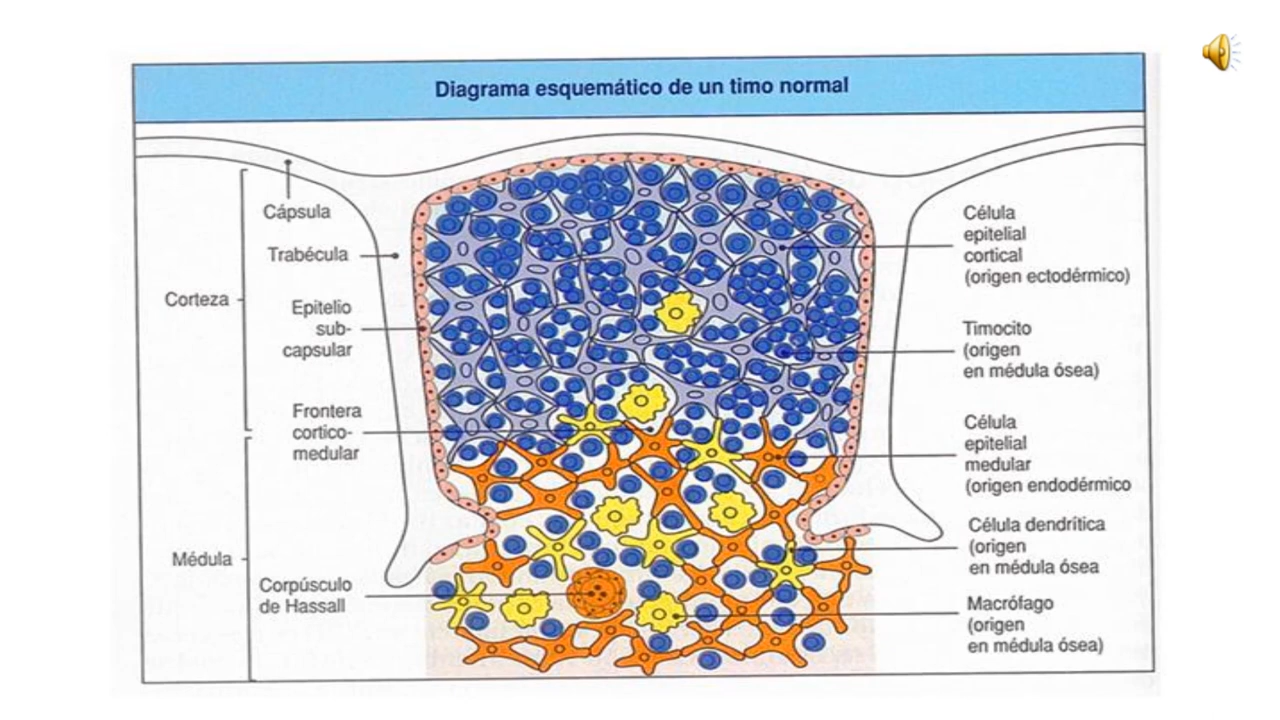 Diagrama esquemático de un timo normal
Cápsula
Trabécula
Corteza
Epitelio
sub-
capsular
Frontera
cortico-
medular
Médula
Corpúsculo
de Hassall
Célula
epitelial
cortical
(origen ectodérmico)
Timocito
(origen
en médula ósea)
Célula
epitelial
medular
(origen endodérmico
Célula dendrítica
(origen
en médula ósea
Macrófago
(origen
en médula ósea)